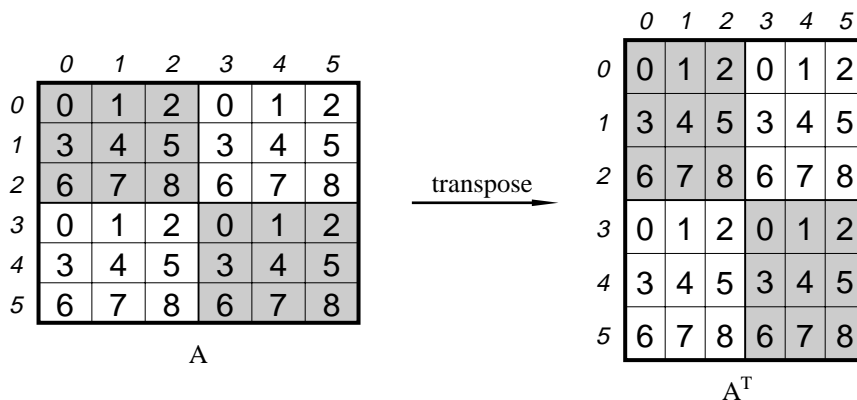 0 1 2 3 4 5
0 0 1 2 0 1 2
1 3 4 5 3 4 5
2 6 7 8 6 7 8
3 0 1 2 0 1 2
4 3 4 5 3 4 5
5 6 7 8 6 7 8
A
transpose
0 1 2 3 4 5
0 0 1 2 0 1 2
1 3 4 5 3 4 5
2 6 7 8 6 7 8
3 0 1 2 0 1 2
4 3 4 5 3 4 5
5 6 7 8 6 7 8
A^T